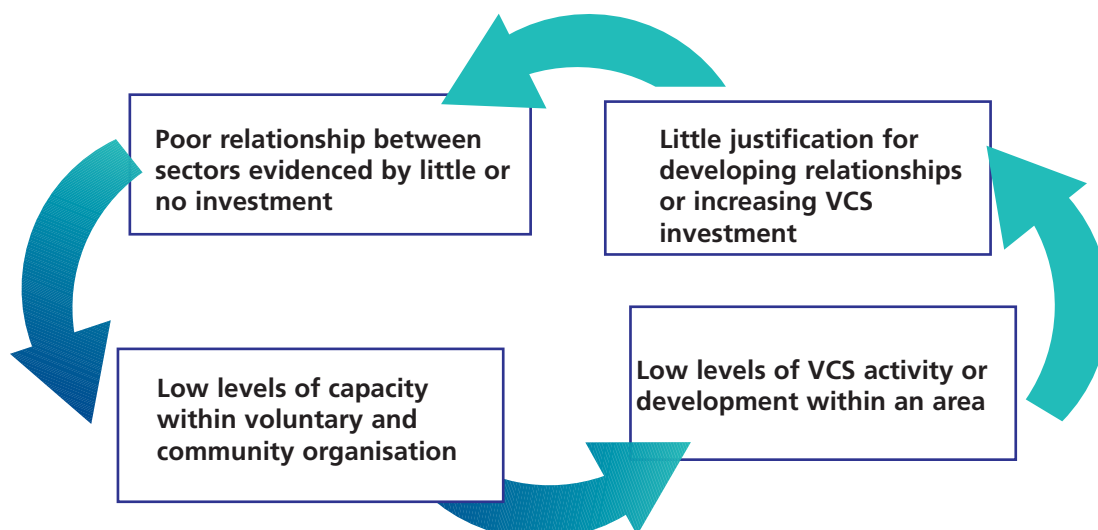 Poor relationship between
sectors evidenced by little or
no investment
Little justification for
developing relationships
or increasing VCS
investment
Low levels of capacity
within voluntary and
community organisation
Low levels of VCS activity or
development within an area